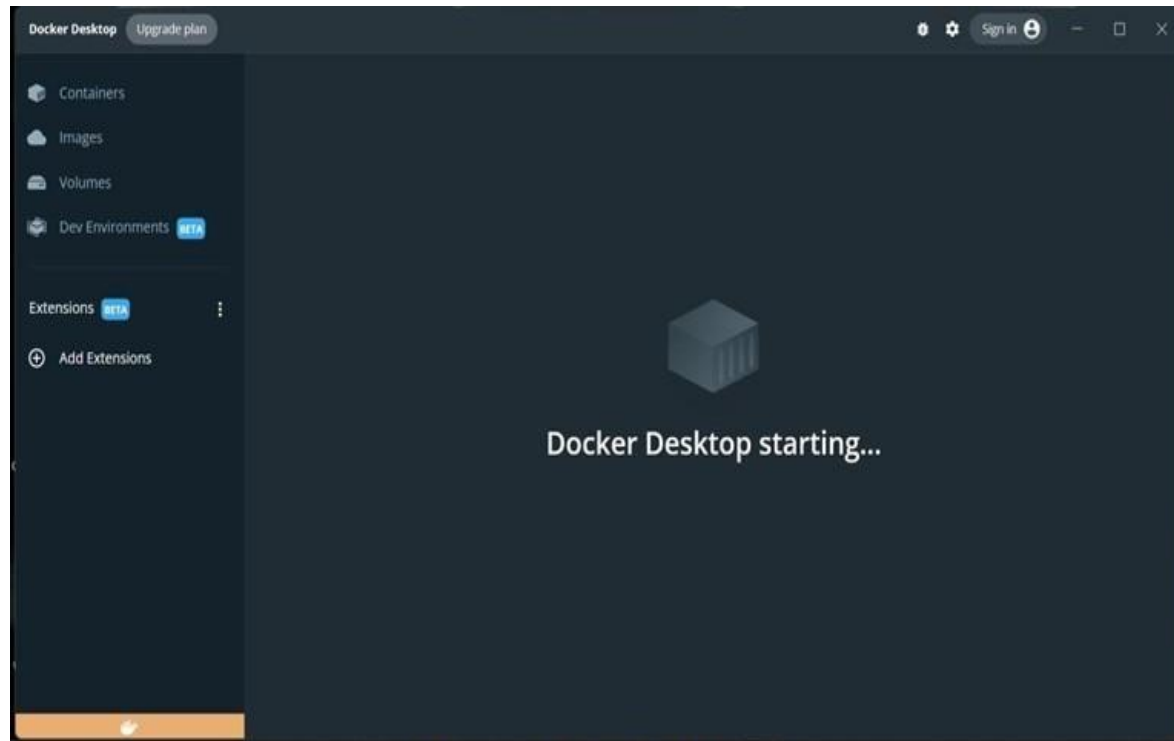 Docker Desktop Upgrade plan Sign in
Containers
Images
Volumes
Dev Environments BETA
Extensions BETA
Add Extensions
Docker Desktop starting...